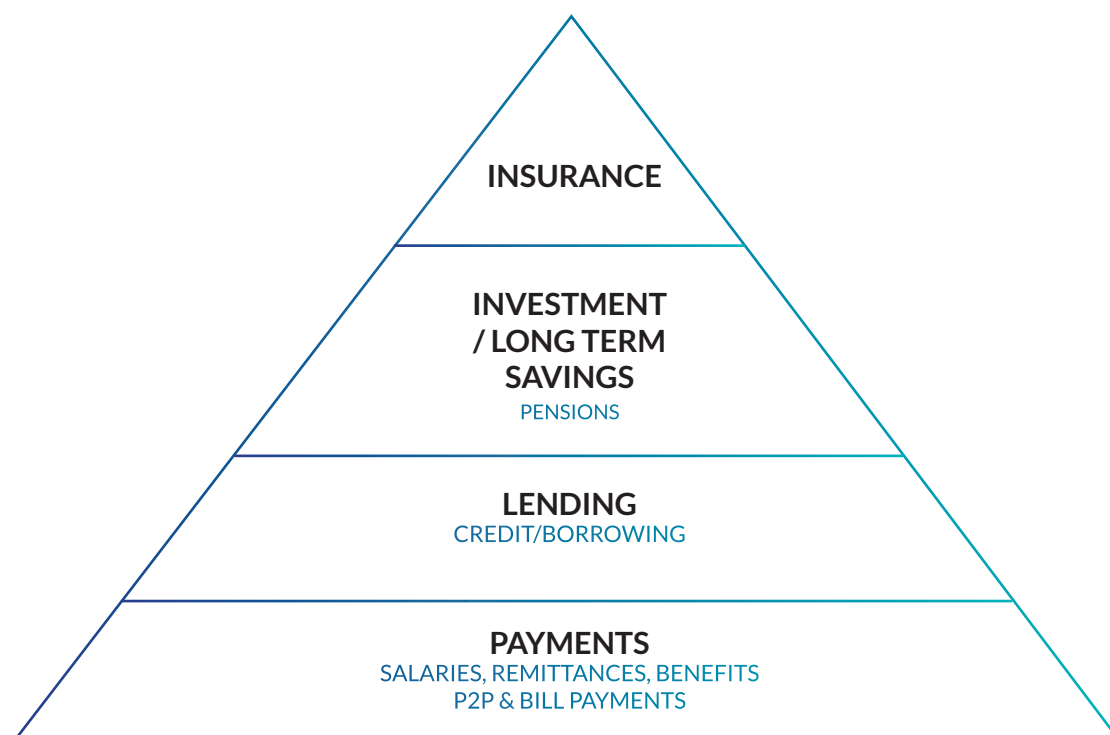 INSURANCE
INVESTMENT
/ LONG TERM
SAVINGS
PENSIONS
LENDING
CREDIT/BORROWING
PAYMENTS
SALARIES, REMITTANCES, BENEFITS
P2P & BILL PAYMENTS